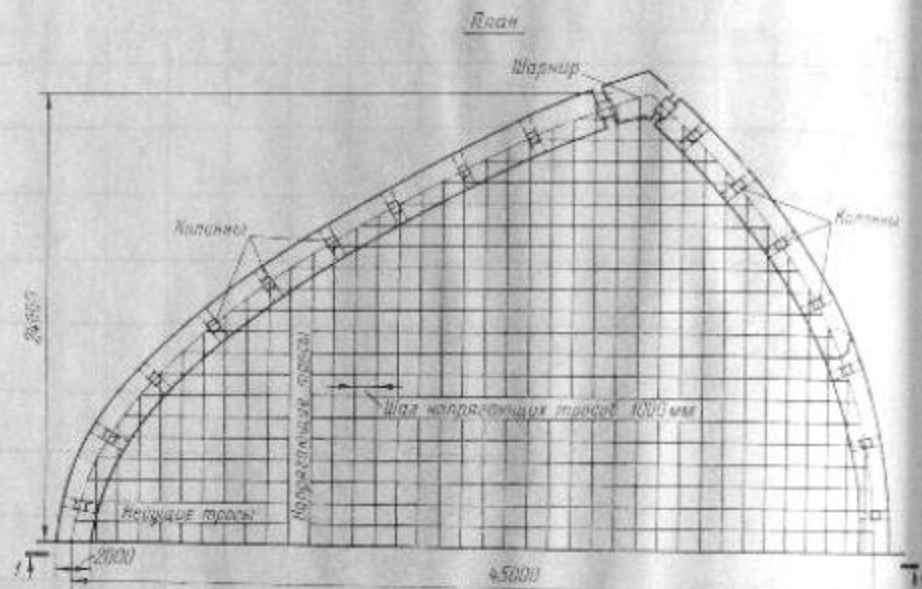 План
Шарнир
Колонны
Колонны
24000
Напрягающие тросы
Шаг напрягающих тросов 1000 мм
Несущие тросы
2000
45000
1